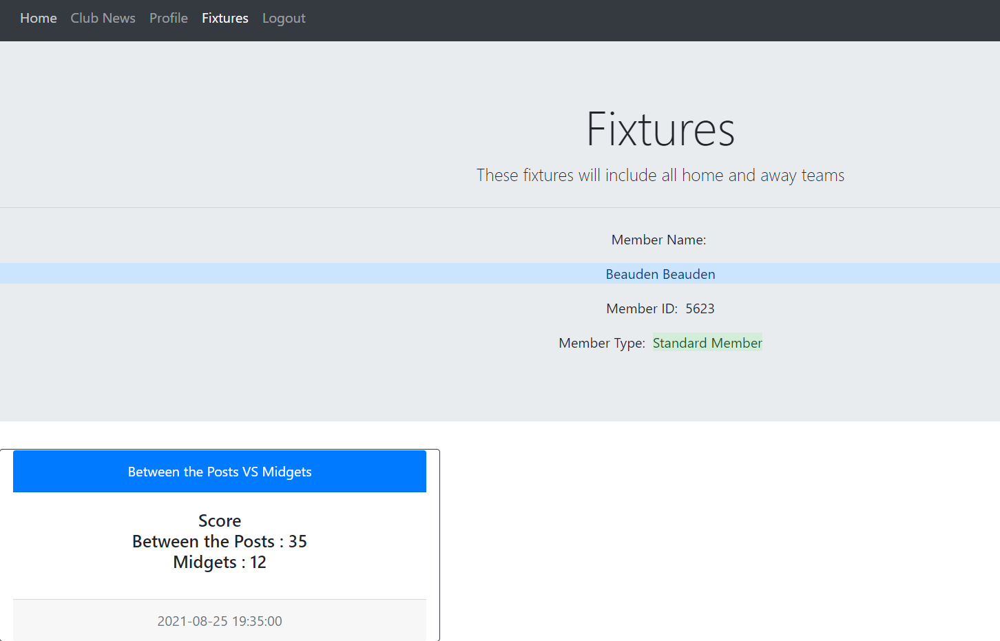 Home Club News Profile Fixtures Logout
Fixtures
These fixtures will include all home and away teams
Member Name:
Beauden Beauden
Member ID: 5623
Member Type: Standard Member
Between the Posts VS Midgets
Score
Between the Posts : 35
Midgets : 12
2021-08-25 19:35:00